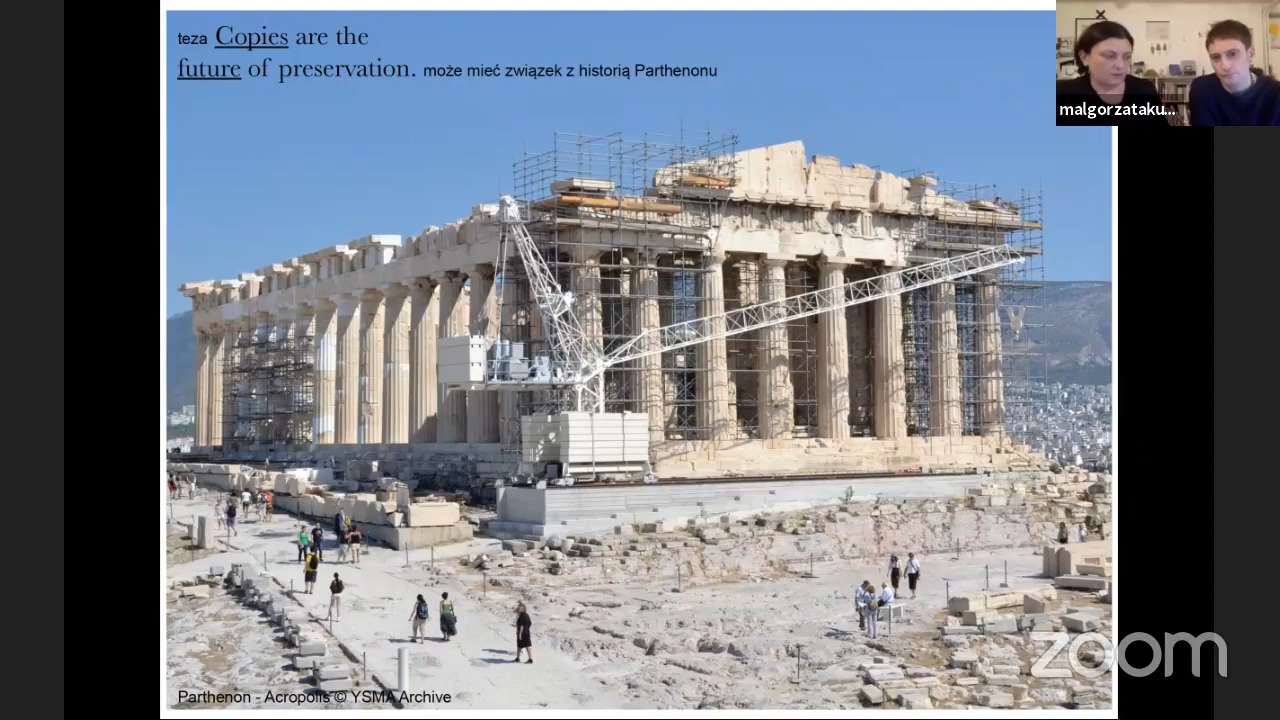 teza Copies are the
future of preservation. może mieć związek z historią Parthenonu
malgorzataku...
Parthenon - Acropolis © YSMA Archive
zoom